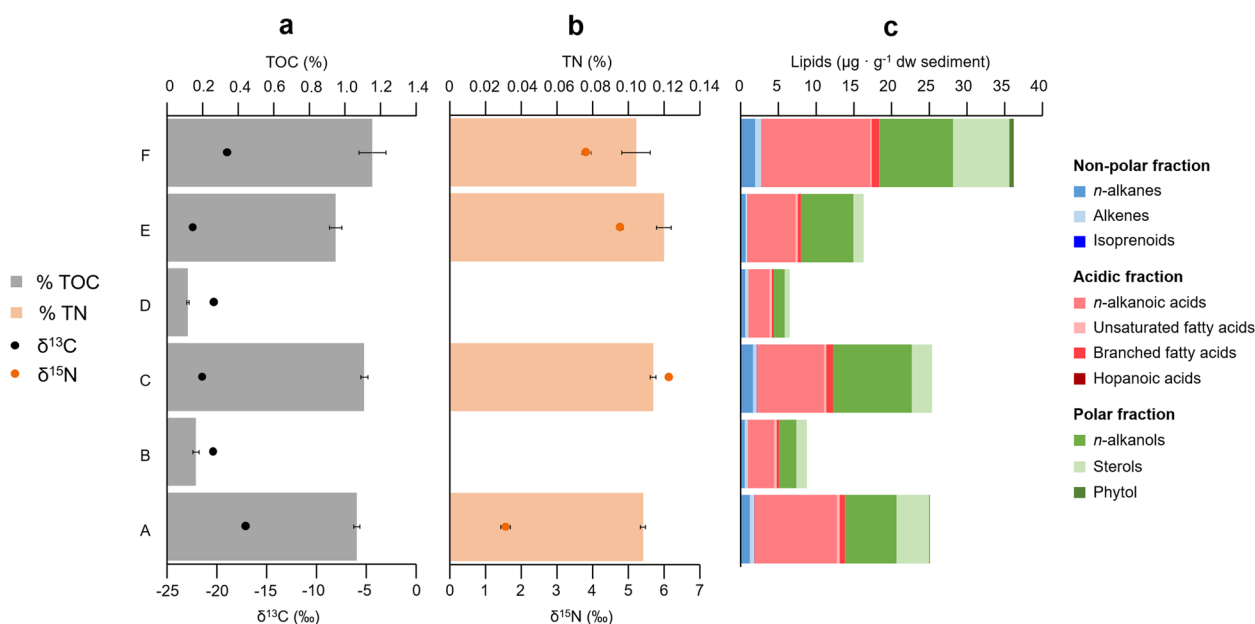 a
b
c
TOC (%)
TN (%)
Lipids (µg · g⁻¹ dw sediment)
0 0.2 0.4 0.6 0.8 1.0 1.2 1.4
0 0.02 0.04 0.06 0.08 0.10 0.12 0.14
0 5 10 15 20 25 30 35 40
F
E
D
C
B
A
% TOC
% TN
δ¹³C
δ¹⁵N
Non-polar fraction
n-alkanes
Alkenes
Isoprenoids
Acidic fraction
n-alkanoic acids
Unsaturated fatty acids
Branched fatty acids
Hopanoic acids
Polar fraction
n-alkanols
Sterols
Phytol
-25 -20 -15 -10 -5 0
0 1 2 3 4 5 6 7
δ¹³C (‰)
δ¹⁵N (‰)